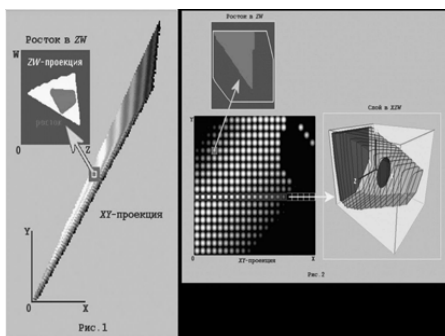 Росток в ZW
W
ZW-проекция
росток
0
Z
XY-проекция
Y
0
X
Рис.1
Росток в ZW
Слой в XZW
Y
0
X
XY-проекция
Z
Рис.2